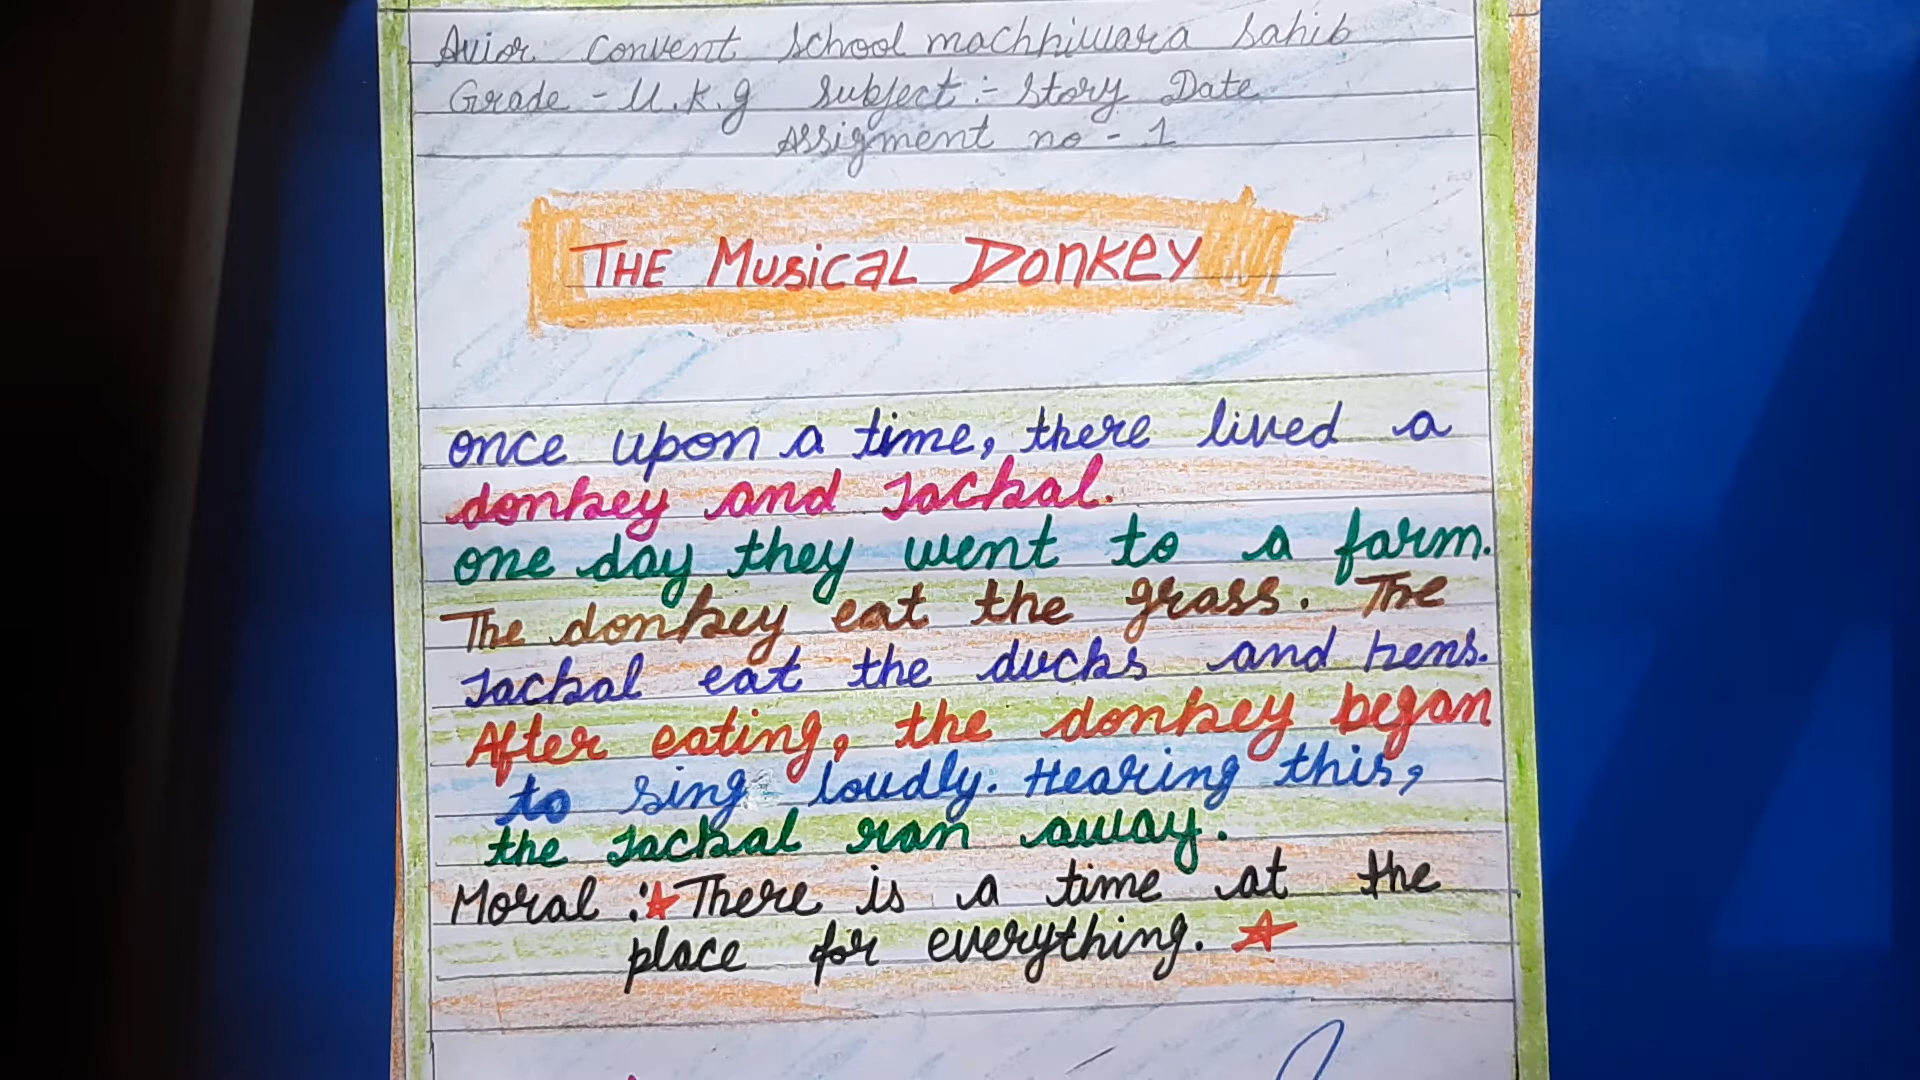 Avior convent School machhiwara Sahib
Grade - U.K.g Subject :- Story Date
Assigment no - 1
THE MUSICAL DONKEY
once upon a time, there lived a
donkey and Jackal.
one day they went to a farm.
The donkey eat the grass. The
Jackal eat the ducks and hens.
After eating, the donkey began
to sing loudly. Hearing this,
the Jackal ran away.
Moral : There is a time at the
place for everything.